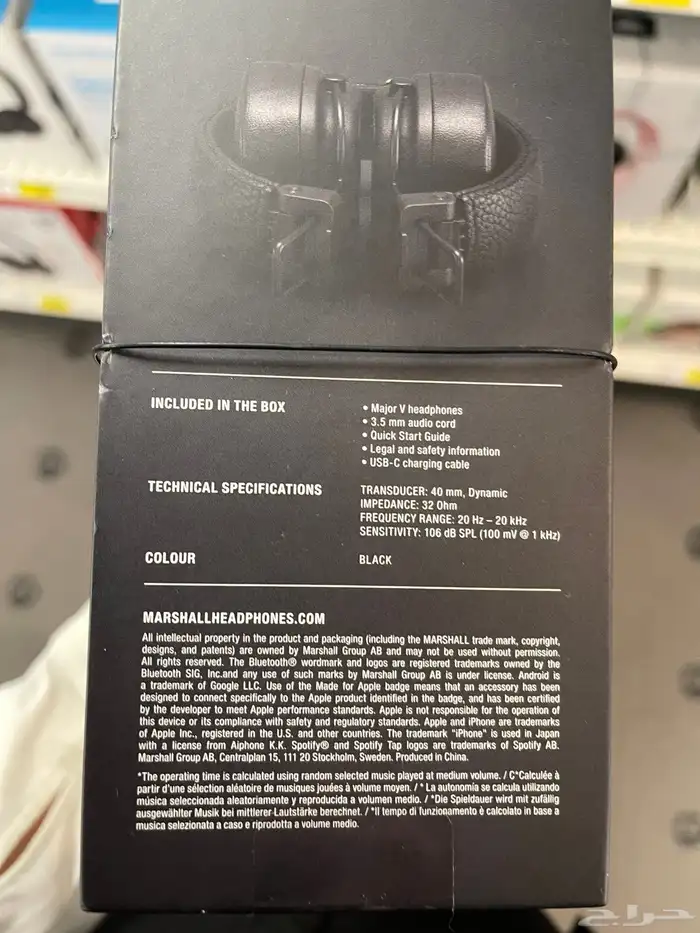 INCLUDED IN THE BOX
• Major V headphones
• 3.5 mm audio cord
• Quick Start Guide
• Legal and safety information
• USB-C charging cable
TECHNICAL SPECIFICATIONS
TRANSDUCER: 40 mm, Dynamic
IMPEDANCE: 32 Ohm
FREQUENCY RANGE: 20 Hz – 20 kHz
SENSITIVITY: 106 dB SPL (100 mV @ 1 kHz)
COLOUR
BLACK
MARSHALLHEADPHONES.COM
All intellectual property in the product and packaging (including the MARSHALL trade mark, copyright,
designs, and patents) are owned by Marshall Group AB and may not be used without permission.
All rights reserved. The Bluetooth® wordmark and logos are registered trademarks owned by the
Bluetooth SIG, Inc.and any use of such marks by Marshall Group AB is under license. Android is
a trademark of Google LLC. Use of the Made for Apple badge means that an accessory has been
designed to connect specifically to the Apple product identified in the badge, and has been certified
by the developer to meet Apple performance standards. Apple is not responsible for the operation of
this device or its compliance with safety and regulatory standards. Apple and iPhone are trademarks
of Apple Inc., registered in the U.S. and other countries. The trademark "iPhone" is used in Japan
with a license from Aiphone K.K. Spotify® and Spotify Tap logos are trademarks of Spotify AB.
Marshall Group AB, Centralplan 15, 111 20 Stockholm, Sweden. Produced in China.
*The operating time is calculated using random selected music played at medium volume. / C*Calculée à
partir d'une sélection aléatoire de musiques jouées à volume moyen. / * La autonomía se calcula utilizando
música seleccionada aleatoriamente y reproducida a volumen medio. / *Die Spieldauer wird mit zufällig
ausgewählter Musik bei mittlerer Lautstärke berechnet. / *Il tempo di funzionamento è calcolato in base a
musica selezionata a caso e riprodotta a volume medio.
حراج